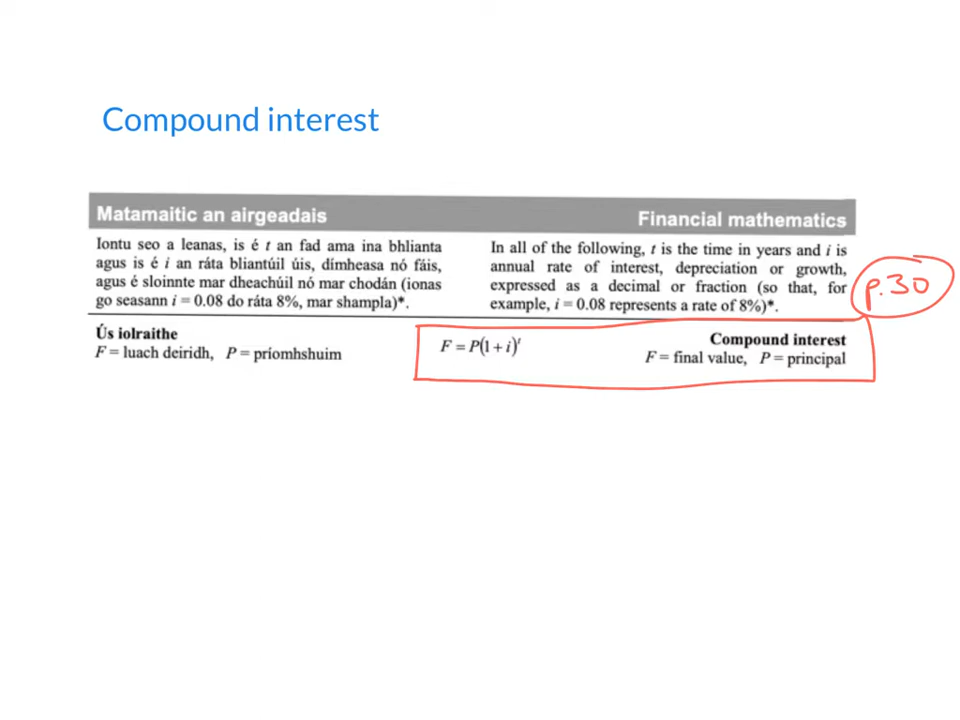 Compound interest
Matamaitic an airgeadais
Financial mathematics
Iontu seo a leanas, is é t an fad ama ina bhlianta
agus is é i an ráta bliantúil úis, dímheasa nó fáis,
agus é sloinnte mar dheachúil nó mar chodán (ionas
go seasann i = 0.08 do ráta 8%, mar shampla)*.
In all of the following, t is the time in years and i is
annual rate of interest, depreciation or growth,
expressed as a decimal or fraction (so that, for
example, i = 0.08 represents a rate of 8%)*.
p.30
Ús iolraithe
F = luach deiridh, P = príomhshuim
F = P(1 + i)^t
Compound interest
F = final value, P = principal